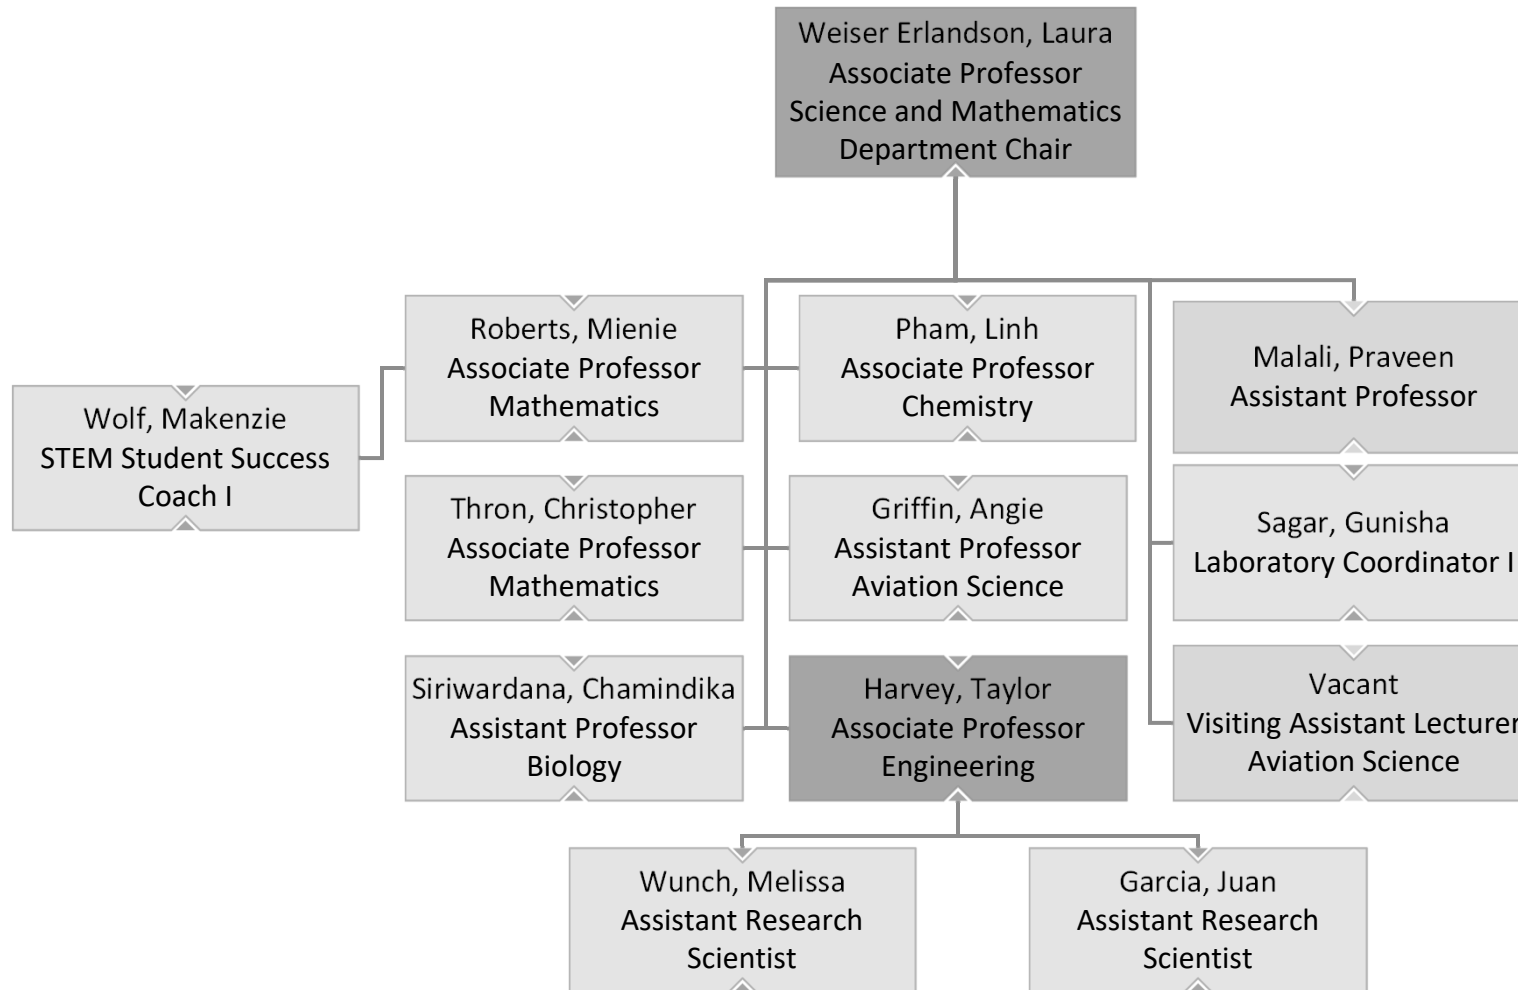 Weiser Erlandson, Laura
Associate Professor
Science and Mathematics
Department Chair
Roberts, Mienie
Associate Professor
Mathematics
Pham, Linh
Associate Professor
Chemistry
Malali, Praveen
Assistant Professor
Wolf, Makenzie
STEM Student Success
Coach I
Thron, Christopher
Associate Professor
Mathematics
Griffin, Angie
Assistant Professor
Aviation Science
Sagar, Gunisha
Laboratory Coordinator I
Siriwardana, Chamindika
Assistant Professor
Biology
Harvey, Taylor
Associate Professor
Engineering
Vacant
Visiting Assistant Lecturer
Aviation Science
Wunch, Melissa
Assistant Research
Scientist
Garcia, Juan
Assistant Research
Scientist